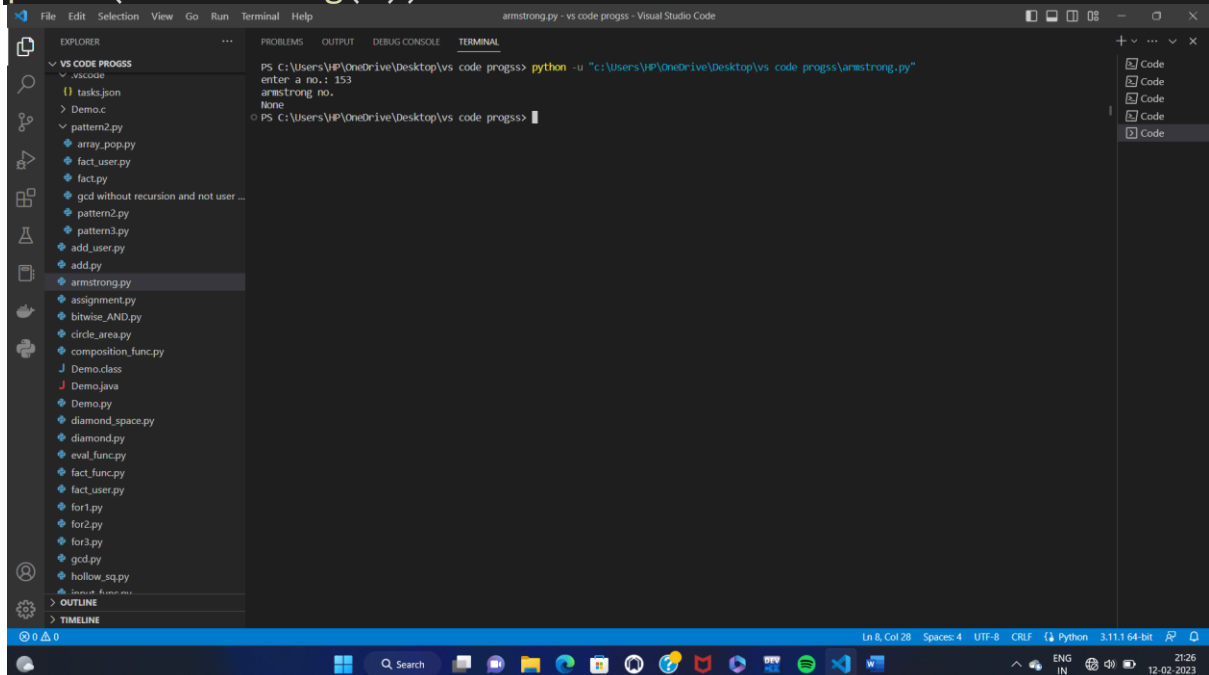 File Edit Selection View Go Run Terminal Help
armstrong.py - vs code progss - Visual Studio Code
EXPLORER
PROBLEMS OUTPUT DEBUG CONSOLE TERMINAL
VS CODE PROGSS
.vscode
tasks.json
Demo.c
pattern2.py
array_pop.py
fact_user.py
fact.py
gcd without recursion and not user ...
pattern2.py
pattern3.py
add_user.py
add.py
armstrong.py
assignment.py
bitwise_AND.py
circle_area.py
composition_func.py
Demo.class
Demo.java
Demo.py
diamond_space.py
diamond.py
eval_func.py
fact_func.py
fact_user.py
for1.py
for2.py
for3.py
gcd.py
hollow_sq.py
OUTLINE
TIMELINE
PS C:\Users\HP\OneDrive\Desktop\vs code progss> python -u "c:\Users\HP\OneDrive\Desktop\vs code progss\armstrong.py"
enter a no.: 153
armstrong no.
None
PS C:\Users\HP\OneDrive\Desktop\vs code progss>
Code
Code
Code
Code
Code
0 0
Ln 8, Col 28 Spaces: 4 UTF-8 CRLF Python 3.11.1 64-bit
Search
ENG
IN
21:26
12-02-2023